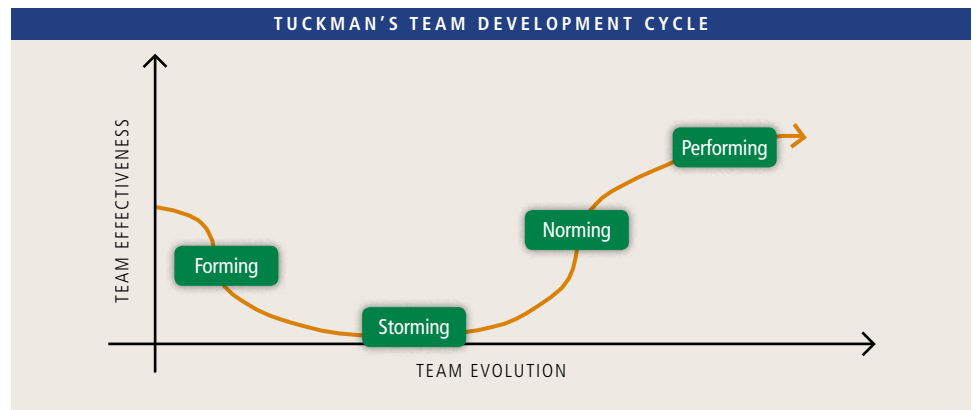 TUCKMAN'S TEAM DEVELOPMENT CYCLE
TEAM EFFECTIVENESS
Performing
Norming
Forming
Storming
TEAM EVOLUTION